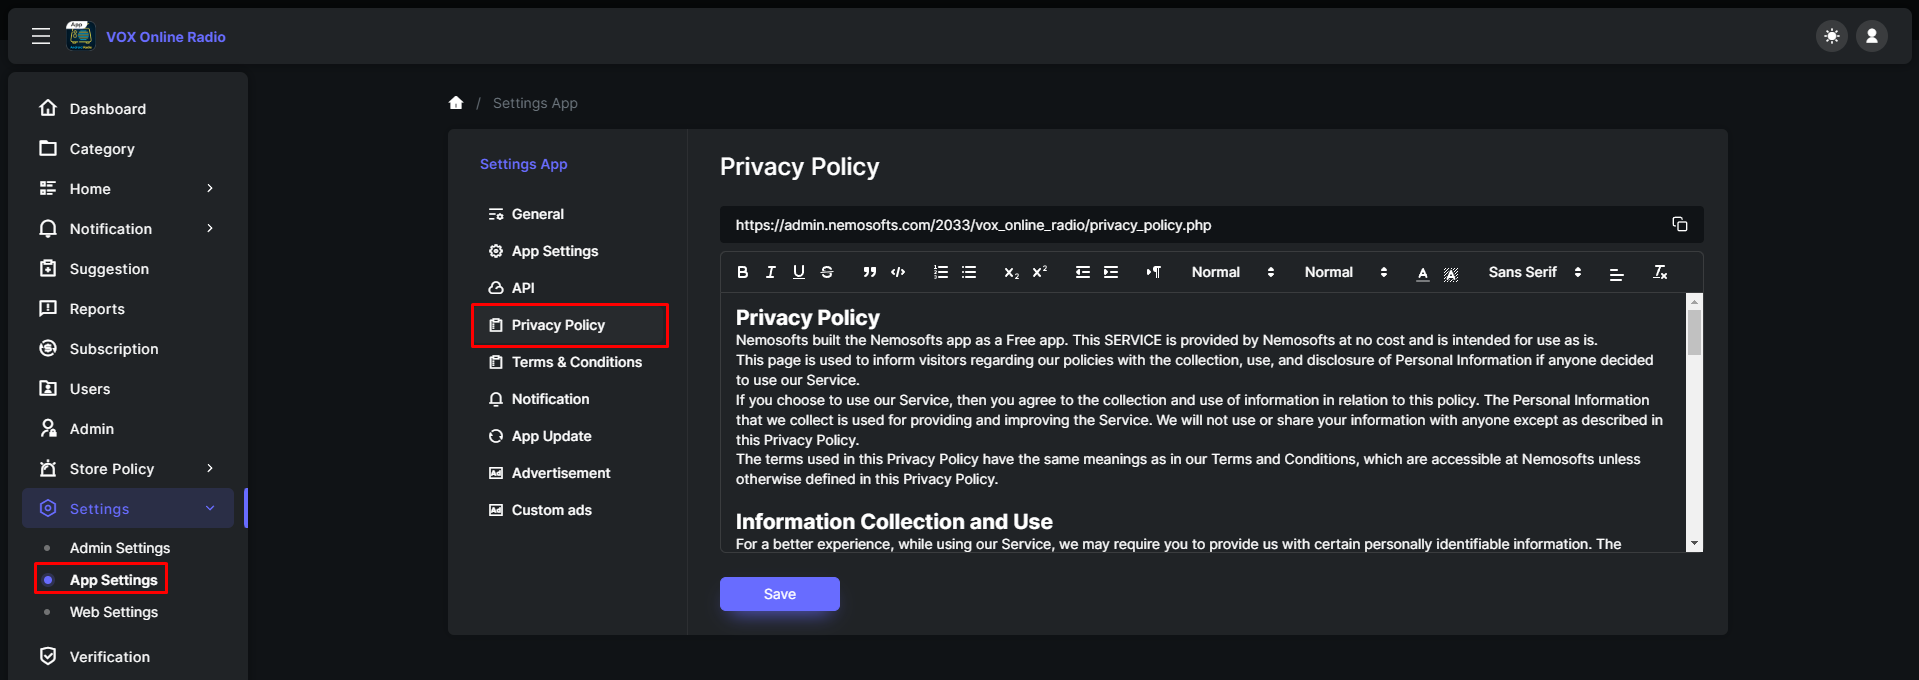 VOX Online Radio
Dashboard
Category
Home
Notification
Suggestion
Reports
Subscription
Users
Admin
Store Policy
Settings
Admin Settings
App Settings
Web Settings
Verification
/ Settings App
Settings App
General
App Settings
API
Privacy Policy
Terms & Conditions
Notification
App Update
Advertisement
Custom ads
Privacy Policy
https://admin.nemosofts.com/2033/vox_online_radio/privacy_policy.php
Normal Normal Sans Serif
Privacy Policy
Nemosofts built the Nemosofts app as a Free app. This SERVICE is provided by Nemosofts at no cost and is intended for use as is.
This page is used to inform visitors regarding our policies with the collection, use, and disclosure of Personal Information if anyone decided
to use our Service.
If you choose to use our Service, then you agree to the collection and use of information in relation to this policy. The Personal Information
that we collect is used for providing and improving the Service. We will not use or share your information with anyone except as described in
this Privacy Policy.
The terms used in this Privacy Policy have the same meanings as in our Terms and Conditions, which are accessible at Nemosofts unless
otherwise defined in this Privacy Policy.
Information Collection and Use
For a better experience, while using our Service, we may require you to provide us with certain personally identifiable information. The
Save